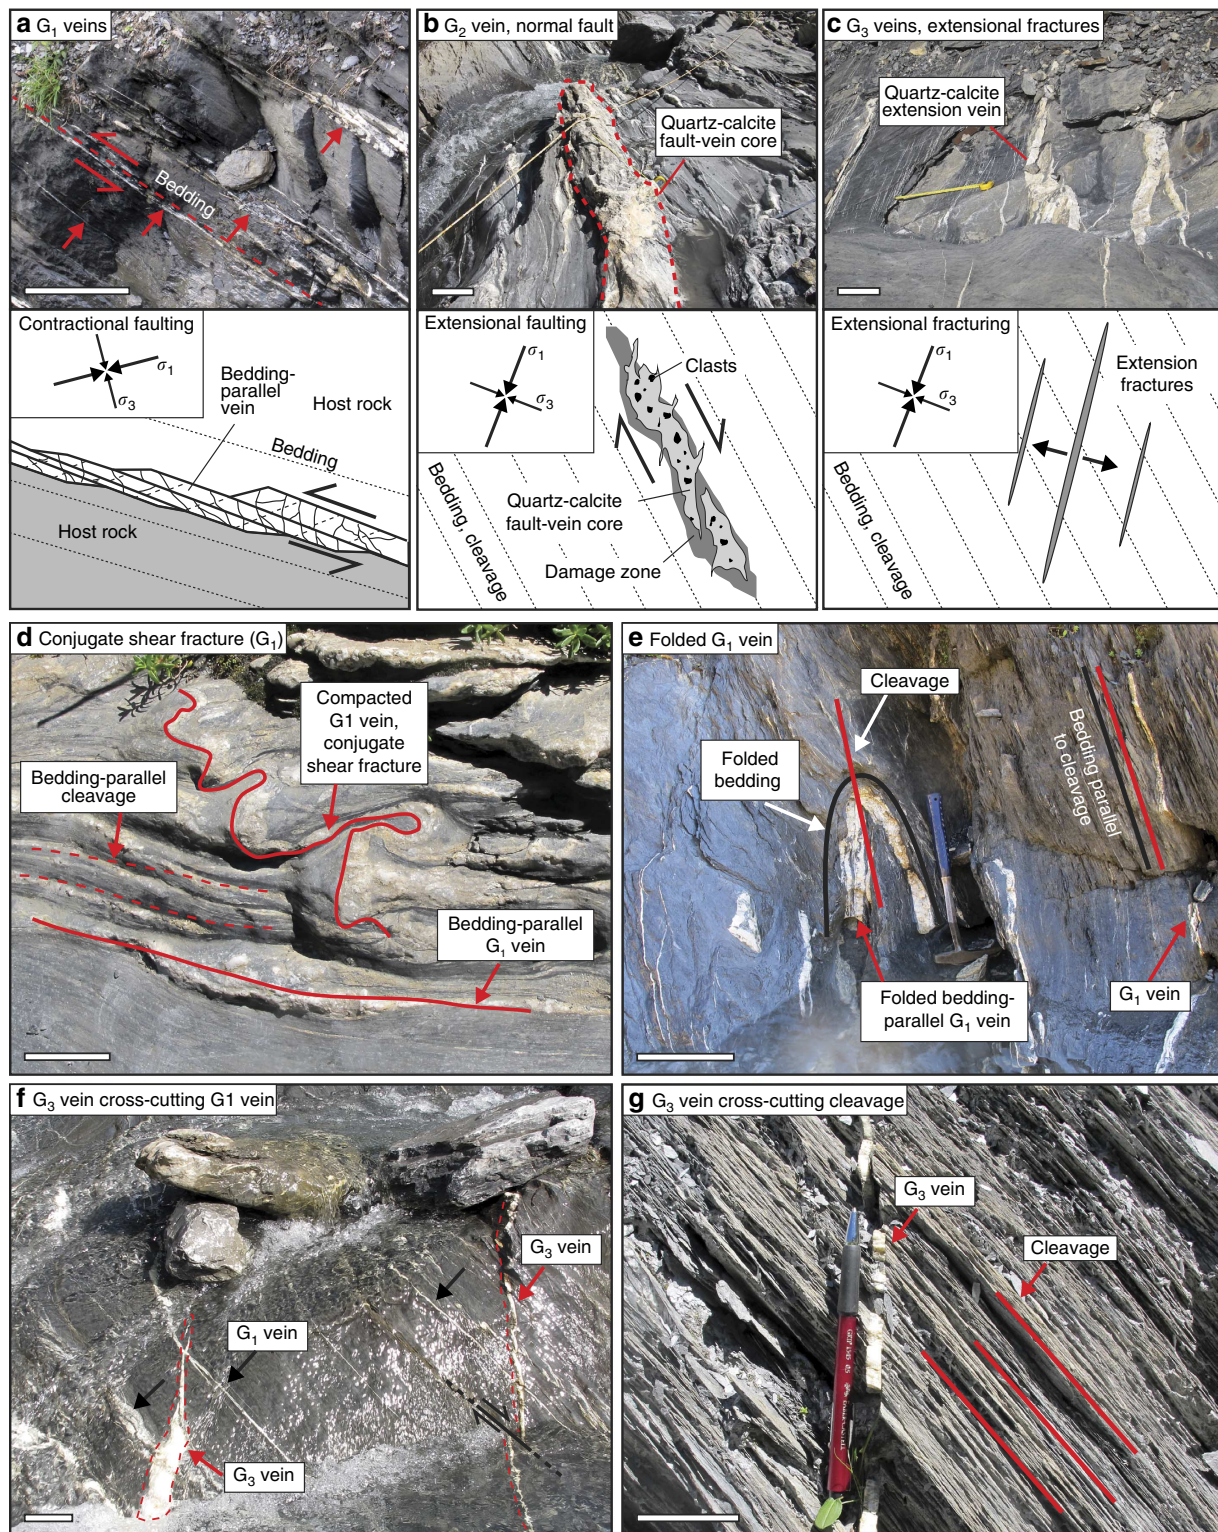 a G1 veins
Bedding
Contractional faulting
σ1
σ3
Bedding-
parallel
vein
Host rock
Bedding
Host rock
b G2 vein, normal fault
Quartz-calcite
fault-vein core
Extensional faulting
σ1
σ3
Clasts
Bedding, cleavage
Quartz-calcite
fault-vein core
Damage zone
c G3 veins, extensional fractures
Quartz-calcite
extension vein
Extensional fracturing
σ1
σ3
Extension
fractures
Bedding, cleavage
d Conjugate shear fracture (G1)
Compacted
G1 vein,
conjugate
shear fracture
Bedding-parallel
cleavage
Bedding-parallel
G1 vein
e Folded G1 vein
Cleavage
Folded
bedding
Bedding parallel
to cleavage
Folded bedding-
parallel G1 vein
G1 vein
f G3 vein cross-cutting G1 vein
G3 vein
G1 vein
G3 vein
g G3 vein cross-cutting cleavage
G3 vein
Cleavage